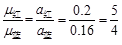 μ/μ = a/a = 0.2/0.16 = 5/4